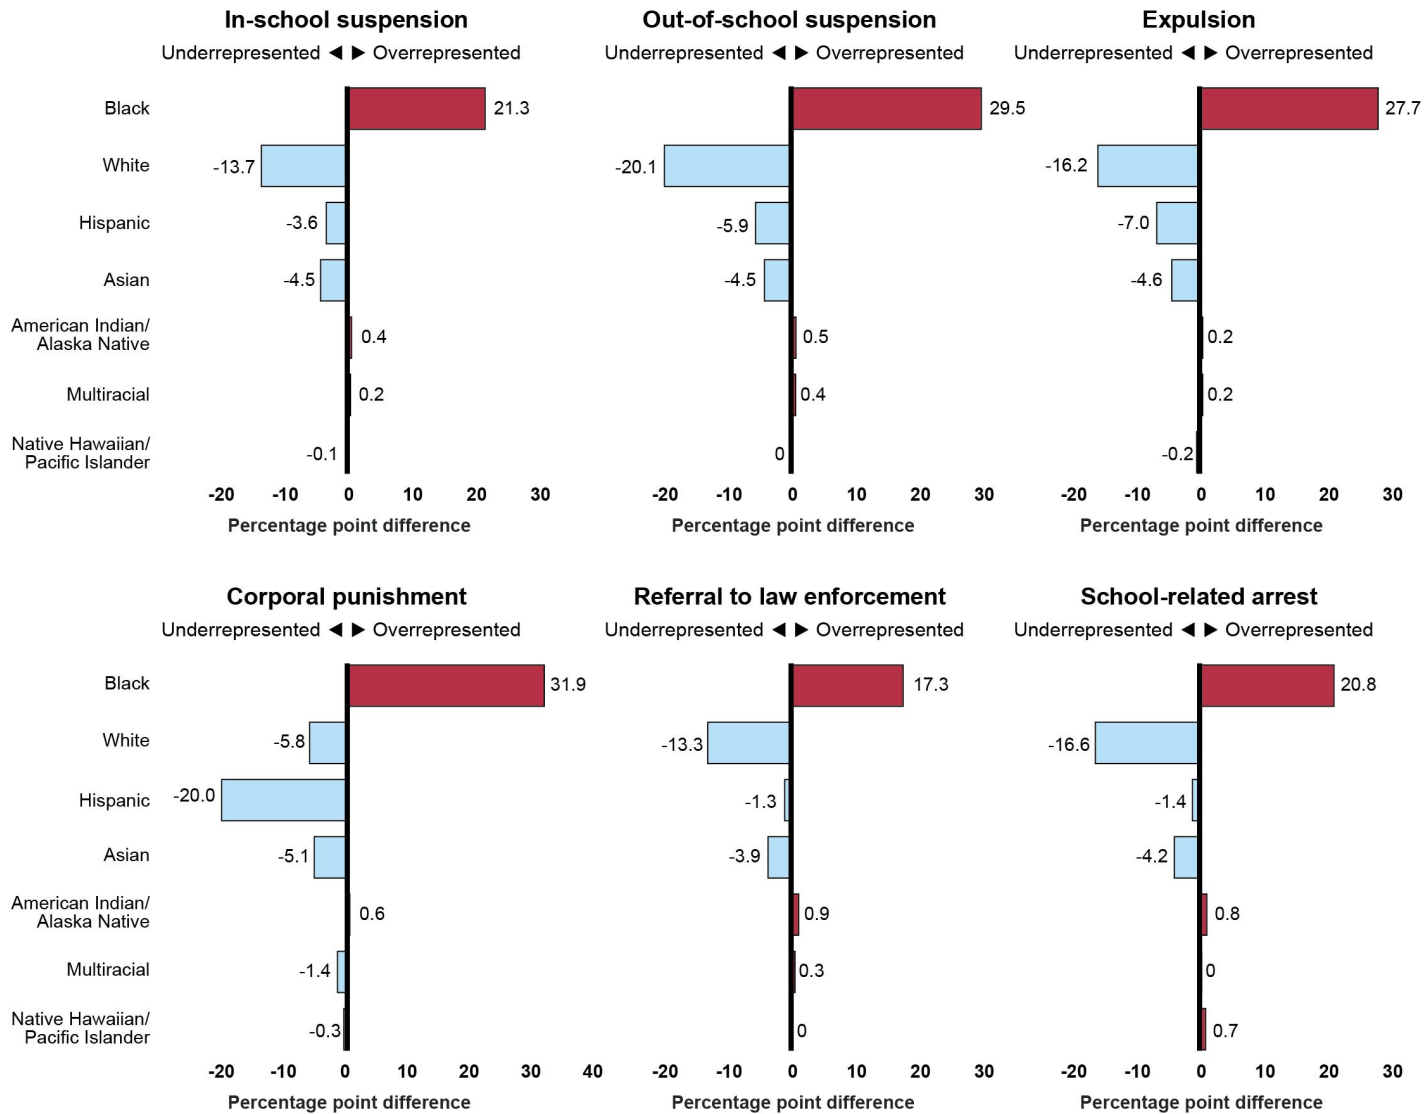 In-school suspension
Underrepresented ◄ ► Overrepresented
Black
21.3
White
-13.7
Hispanic
-3.6
Asian
-4.5
American Indian/
Alaska Native
0.4
Multiracial
0.2
Native Hawaiian/
Pacific Islander
-0.1
-20 -10 0 10 20 30
Percentage point difference
Out-of-school suspension
Underrepresented ◄ ► Overrepresented
29.5
-20.1
-5.9
-4.5
0.5
0.4
0
-20 -10 0 10 20 30
Percentage point difference
Expulsion
Underrepresented ◄ ► Overrepresented
27.7
-16.2
-7.0
-4.6
0.2
0.2
-0.2
-20 -10 0 10 20 30
Percentage point difference
Corporal punishment
Underrepresented ◄ ► Overrepresented
Black
31.9
White
-5.8
Hispanic
-20.0
Asian
-5.1
American Indian/
Alaska Native
0.6
Multiracial
-1.4
Native Hawaiian/
Pacific Islander
-0.3
-20 -10 0 10 20 30 40
Percentage point difference
Referral to law enforcement
Underrepresented ◄ ► Overrepresented
17.3
-13.3
-1.3
-3.9
0.9
0.3
0
-20 -10 0 10 20 30
Percentage point difference
School-related arrest
Underrepresented ◄ ► Overrepresented
20.8
-16.6
-1.4
-4.2
0.8
0
0.7
-20 -10 0 10 20 30
Percentage point difference